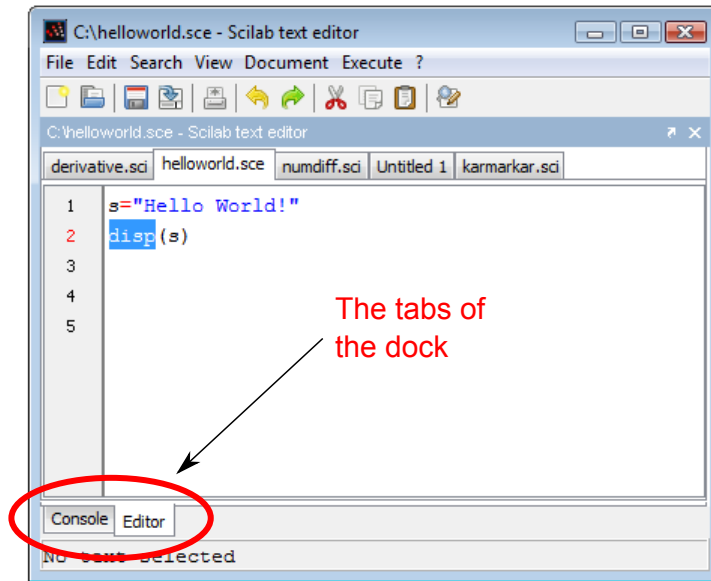 C:\helloworld.sce - Scilab text editor
File Edit Search View Document Execute ?
C:\helloworld.sce - Scilab text editor
derivative.sci helloworld.sce numdiff.sci Untitled 1 karmarkar.sci
1 s="Hello World!"
2 disp(s)
3
4
5
The tabs of
the dock
Console Editor
No text selected